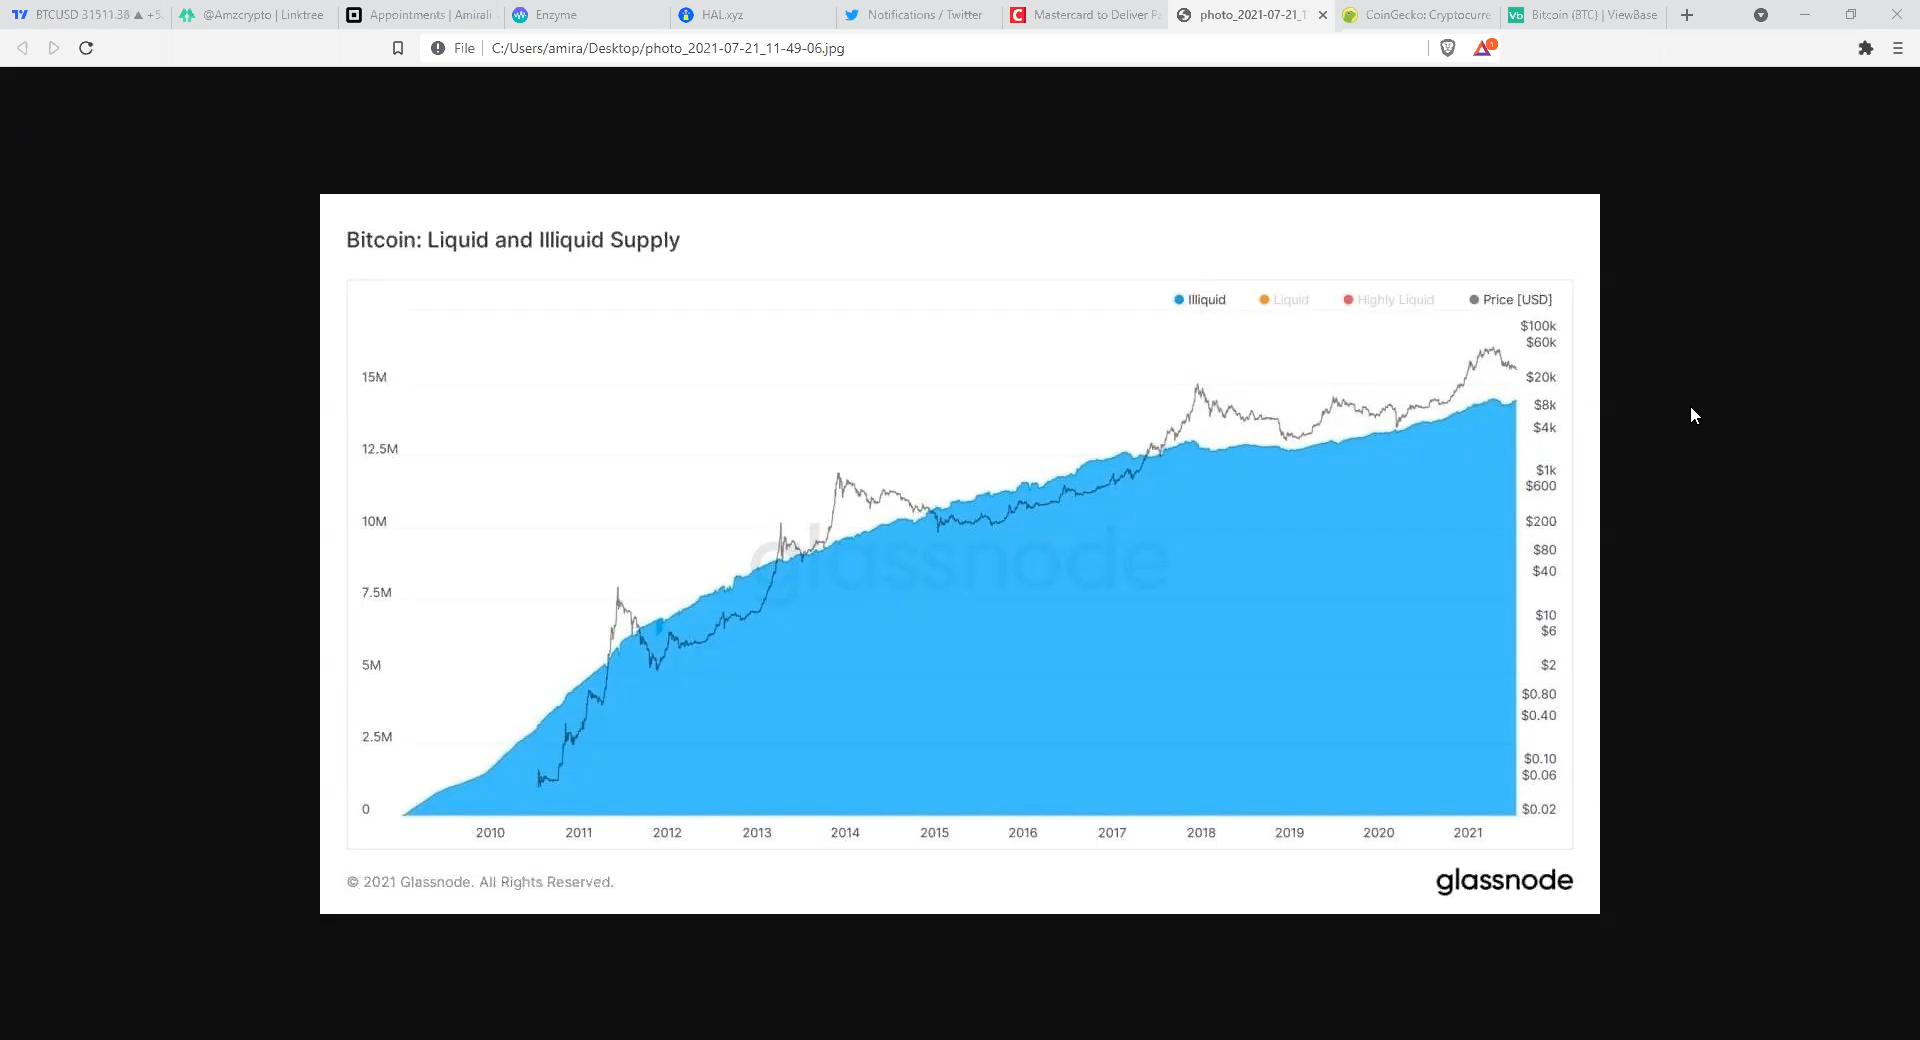 BTCUSD 31511.38 ▲ +5.
@Amzcrypto | Linktree
Appointments | Amirali
Enzyme
HAL.xyz
Notifications / Twitter
Mastercard to Deliver Pa
photo_2021-07-21_1
CoinGecko: Cryptocurre
Vb
Bitcoin (BTC) | ViewBase
File
C:/Users/amira/Desktop/photo_2021-07-21_11-49-06.jpg
1
Bitcoin: Liquid and Illiquid Supply
Illiquid Liquid Highly Liquid Price [USD]
$100k
$60k
15M
$20k
$8k
$4k
12.5M
$1k
$600
10M
$200
glassnode
$80
$40
7.5M
$10
$6
5M
$2
$0.80
$0.40
2.5M
$0.10
$0.06
0
$0.02
2010 2011 2012 2013 2014 2015 2016 2017 2018 2019 2020 2021
© 2021 Glassnode. All Rights Reserved.
glassnode